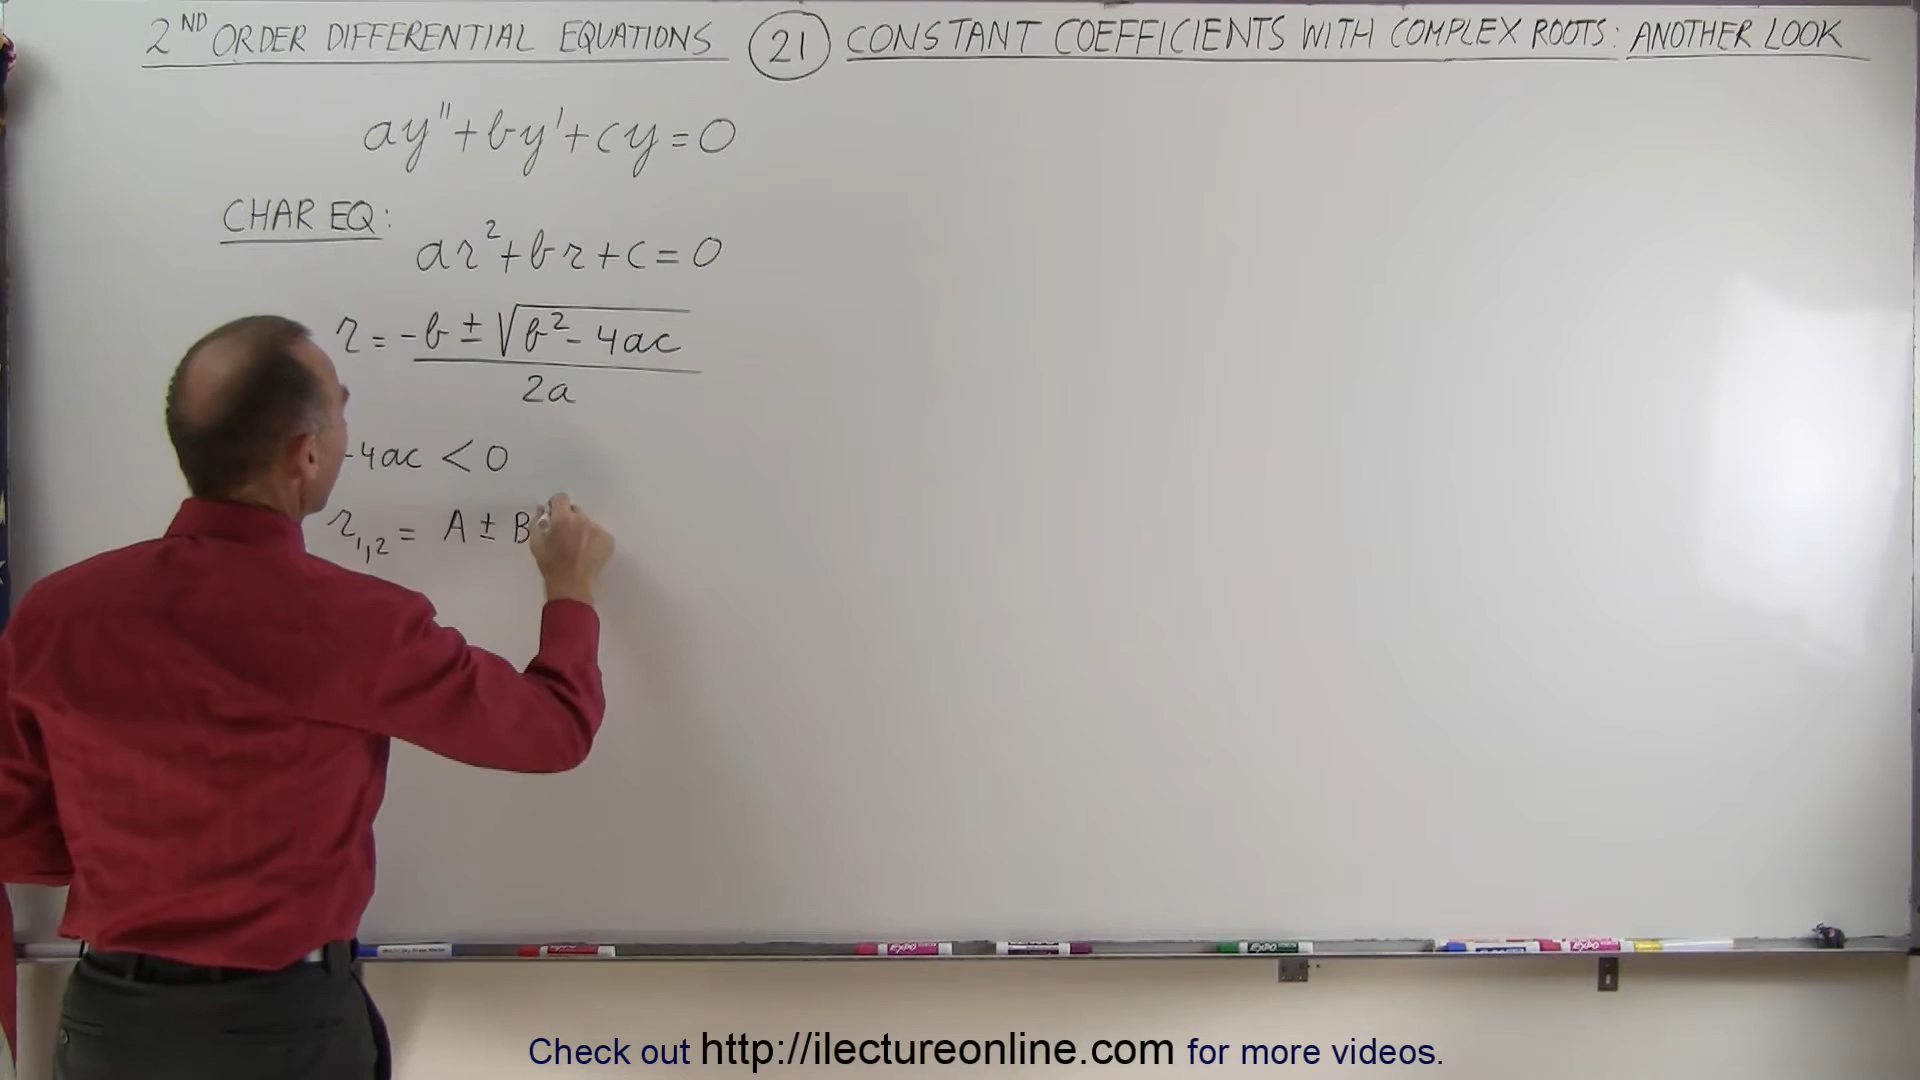 2ND ORDER DIFFERENTIAL EQUATIONS 21 CONSTANT COEFFICIENTS WITH COMPLEX ROOTS: ANOTHER LOOK
ay'' + by' + cy = 0
CHAR EQ:
ar² + br + c = 0
r = -b ± √b² - 4ac
2a
-4ac < 0
r1,2 = A ± B
Check out http://ilectureonline.com for more videos.